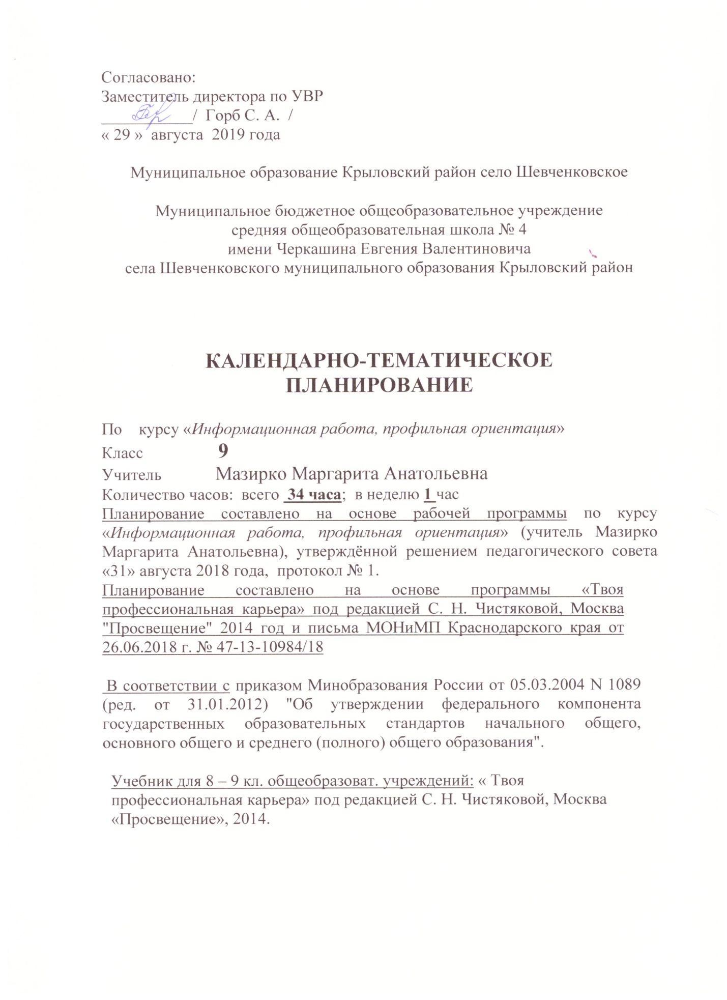 Согласовано:
Заместитель директора по УВР
___________/ Горб С. А. /
« 29 » августа 2019 года
Муниципальное образование Крыловский район село Шевченковское
Муниципальное бюджетное общеобразовательное учреждение
средняя общеобразовательная школа № 4
имени Черкашина Евгения Валентиновича
села Шевченковского муниципального образования Крыловский район
КАЛЕНДАРНО-ТЕМАТИЧЕСКОЕ
ПЛАНИРОВАНИЕ
По курсу «Информационная работа, профильная ориентация»
Класс 9
Учитель Мазирко Маргарита Анатольевна
Количество часов: всего 34 часа; в неделю 1 час
Планирование составлено на основе рабочей программы по курсу
«Информационная работа, профильная ориентация» (учитель Мазирко
Маргарита Анатольевна), утверждённой решением педагогического совета
«31» августа 2018 года, протокол № 1.
Планирование составлено на основе программы «Твоя
профессиональная карьера» под редакцией С. Н. Чистяковой, Москва
"Просвещение" 2014 год и письма МОНиМП Краснодарского края от
26.06.2018 г. № 47-13-10984/18
В соответствии с приказом Минобразования России от 05.03.2004 N 1089
(ред. от 31.01.2012) "Об утверждении федерального компонента
государственных образовательных стандартов начального общего,
основного общего и среднего (полного) общего образования".
Учебник для 8 – 9 кл. общеобразоват. учреждений: « Твоя
профессиональная карьера» под редакцией С. Н. Чистяковой, Москва
«Просвещение», 2014.